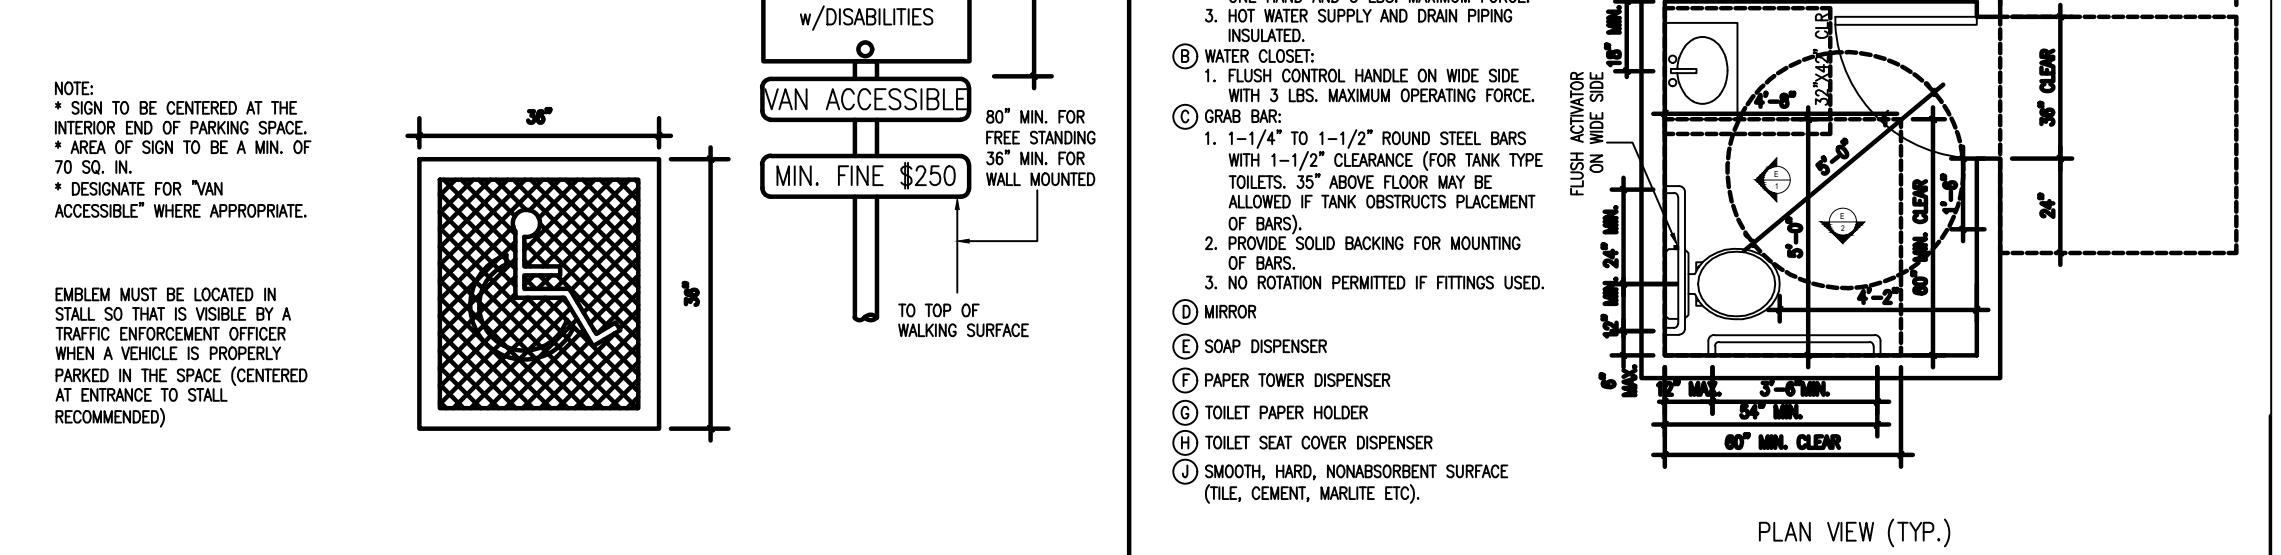 w/DISABILITIES
VAN ACCESSIBLE
MIN. FINE $250
NOTE:
* SIGN TO BE CENTERED AT THE
INTERIOR END OF PARKING SPACE.
* AREA OF SIGN TO BE A MIN. OF
70 SQ. IN.
* DESIGNATE FOR "VAN
ACCESSIBLE" WHERE APPROPRIATE.
EMBLEM MUST BE LOCATED IN
STALL SO THAT IS VISIBLE BY A
TRAFFIC ENFORCEMENT OFFICER
WHEN A VEHICLE IS PROPERLY
PARKED IN THE SPACE (CENTERED
AT ENTRANCE TO STALL
RECOMMENDED)
36"
36"
80" MIN. FOR
FREE STANDING
36" MIN. FOR
WALL MOUNTED
TO TOP OF
WALKING SURFACE
ONE HAND AND 5 LBS. MAXIMUM FORCE.
3. HOT WATER SUPPLY AND DRAIN PIPING
INSULATED.
B WATER CLOSET:
1. FLUSH CONTROL HANDLE ON WIDE SIDE
WITH 3 LBS. MAXIMUM OPERATING FORCE.
C GRAB BAR:
1. 1-1/4" TO 1-1/2" ROUND STEEL BARS
WITH 1-1/2" CLEARANCE (FOR TANK TYPE
TOILETS. 35" ABOVE FLOOR MAY BE
ALLOWED IF TANK OBSTRUCTS PLACEMENT
OF BARS).
2. PROVIDE SOLID BACKING FOR MOUNTING
OF BARS.
3. NO ROTATION PERMITTED IF FITTINGS USED.
D MIRROR
E SOAP DISPENSER
F PAPER TOWER DISPENSER
G TOILET PAPER HOLDER
H TOILET SEAT COVER DISPENSER
J SMOOTH, HARD, NONABSORBENT SURFACE
(TILE, CEMENT, MARLITE ETC).
FLUSH ACTIVATOR
ON WIDE SIDE
18" MIN.
32"X42" CLR
4'-8"
5'-0"
E
1
E
2
5'-0"
60" MIN. CLEAR
1'-6"
4'-2"
36" CLEAR
24"
24" MIN.
12" MIN.
6"
MAX.
12" MAX.
3'-6"MIN.
54" MIN.
60" MIN. CLEAR
PLAN VIEW (TYP.)